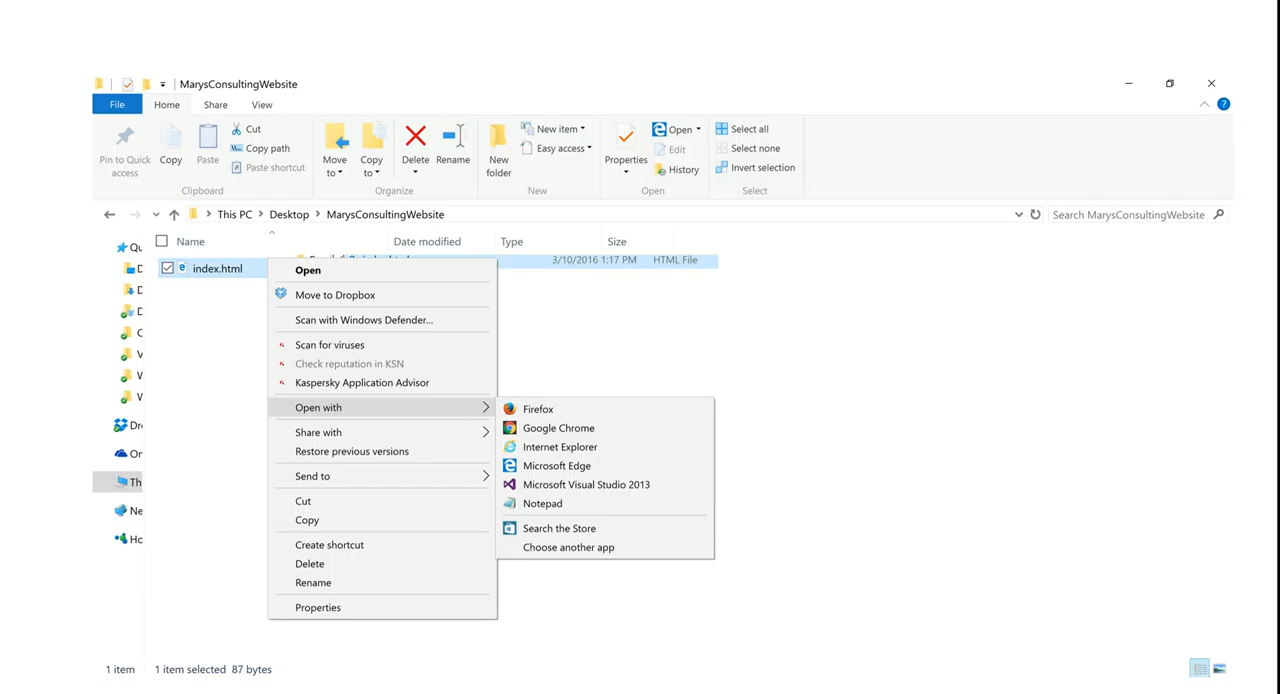 MarysConsultingWebsite
File Home Share View
Pin to Quick access
Copy
Paste
Cut
Copy path
Paste shortcut
Clipboard
Move to
Copy to
Delete
Rename
Organize
New folder
New item
Easy access
New
Properties
Open
Edit
History
Open
Select all
Select none
Invert selection
Select
This PC > Desktop > MarysConsultingWebsite
Search MarysConsultingWebsite
Name Date modified Type Size
index.html 3/10/2016 1:17 PM HTML File
Open
Move to Dropbox
Scan with Windows Defender...
Scan for viruses
Check reputation in KSN
Kaspersky Application Advisor
Open with
Share with
Restore previous versions
Send to
Cut
Copy
Create shortcut
Delete
Rename
Properties
Firefox
Google Chrome
Internet Explorer
Microsoft Edge
Microsoft Visual Studio 2013
Notepad
Search the Store
Choose another app
1 item 1 item selected 87 bytes